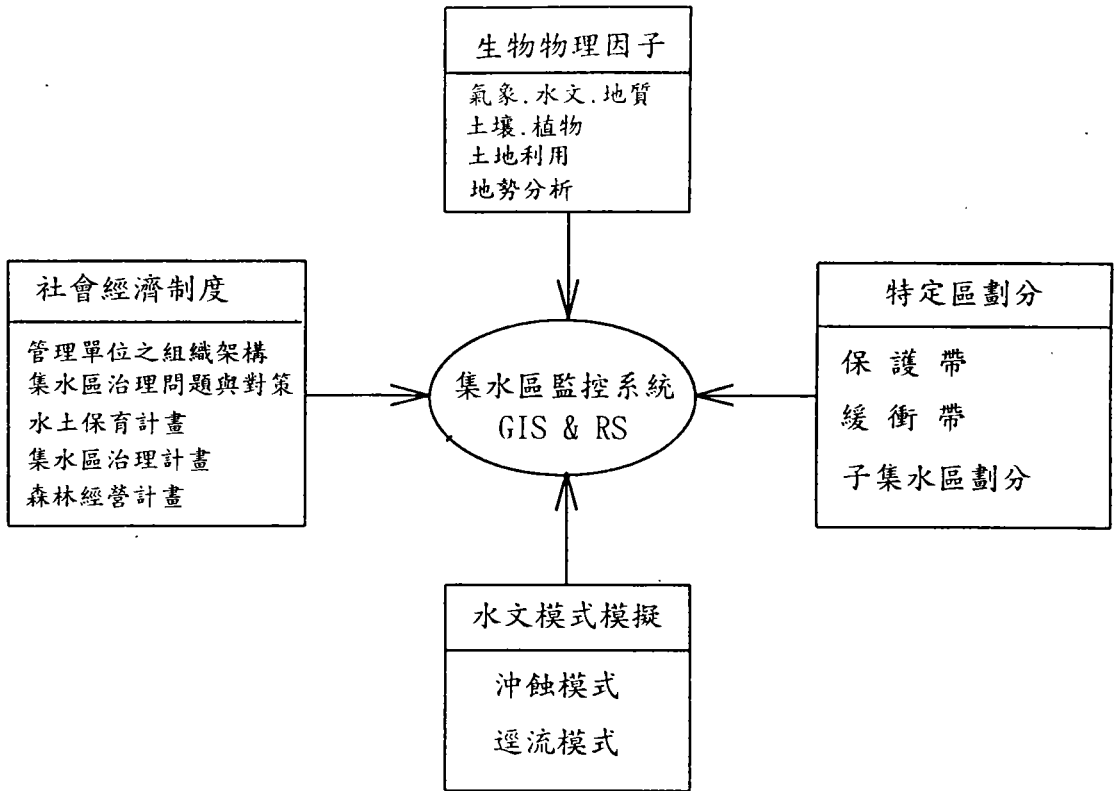 生物物理因子
氣象.水文.地質
土壤.植物
土地利用
地勢分析
社會經濟制度
管理單位之組織架構
集水區治理問題與對策
水土保育計畫
集水區治理計畫
森林經營計畫
集水區監控系統
GIS & RS
特定區劃分
保護帶
緩衝帶
子集水區劃分
水文模式模擬
沖蝕模式
逕流模式